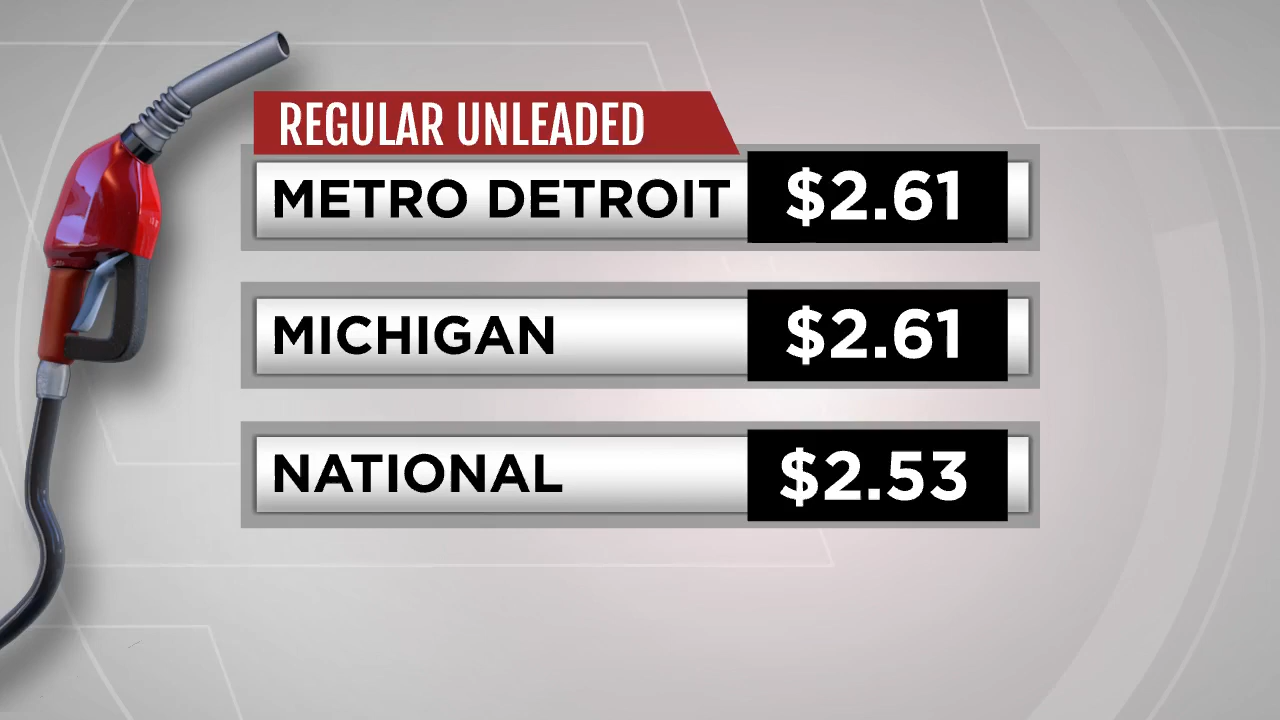 REGULAR UNLEADED
METRO DETROIT $2.61
MICHIGAN $2.61
NATIONAL $2.53